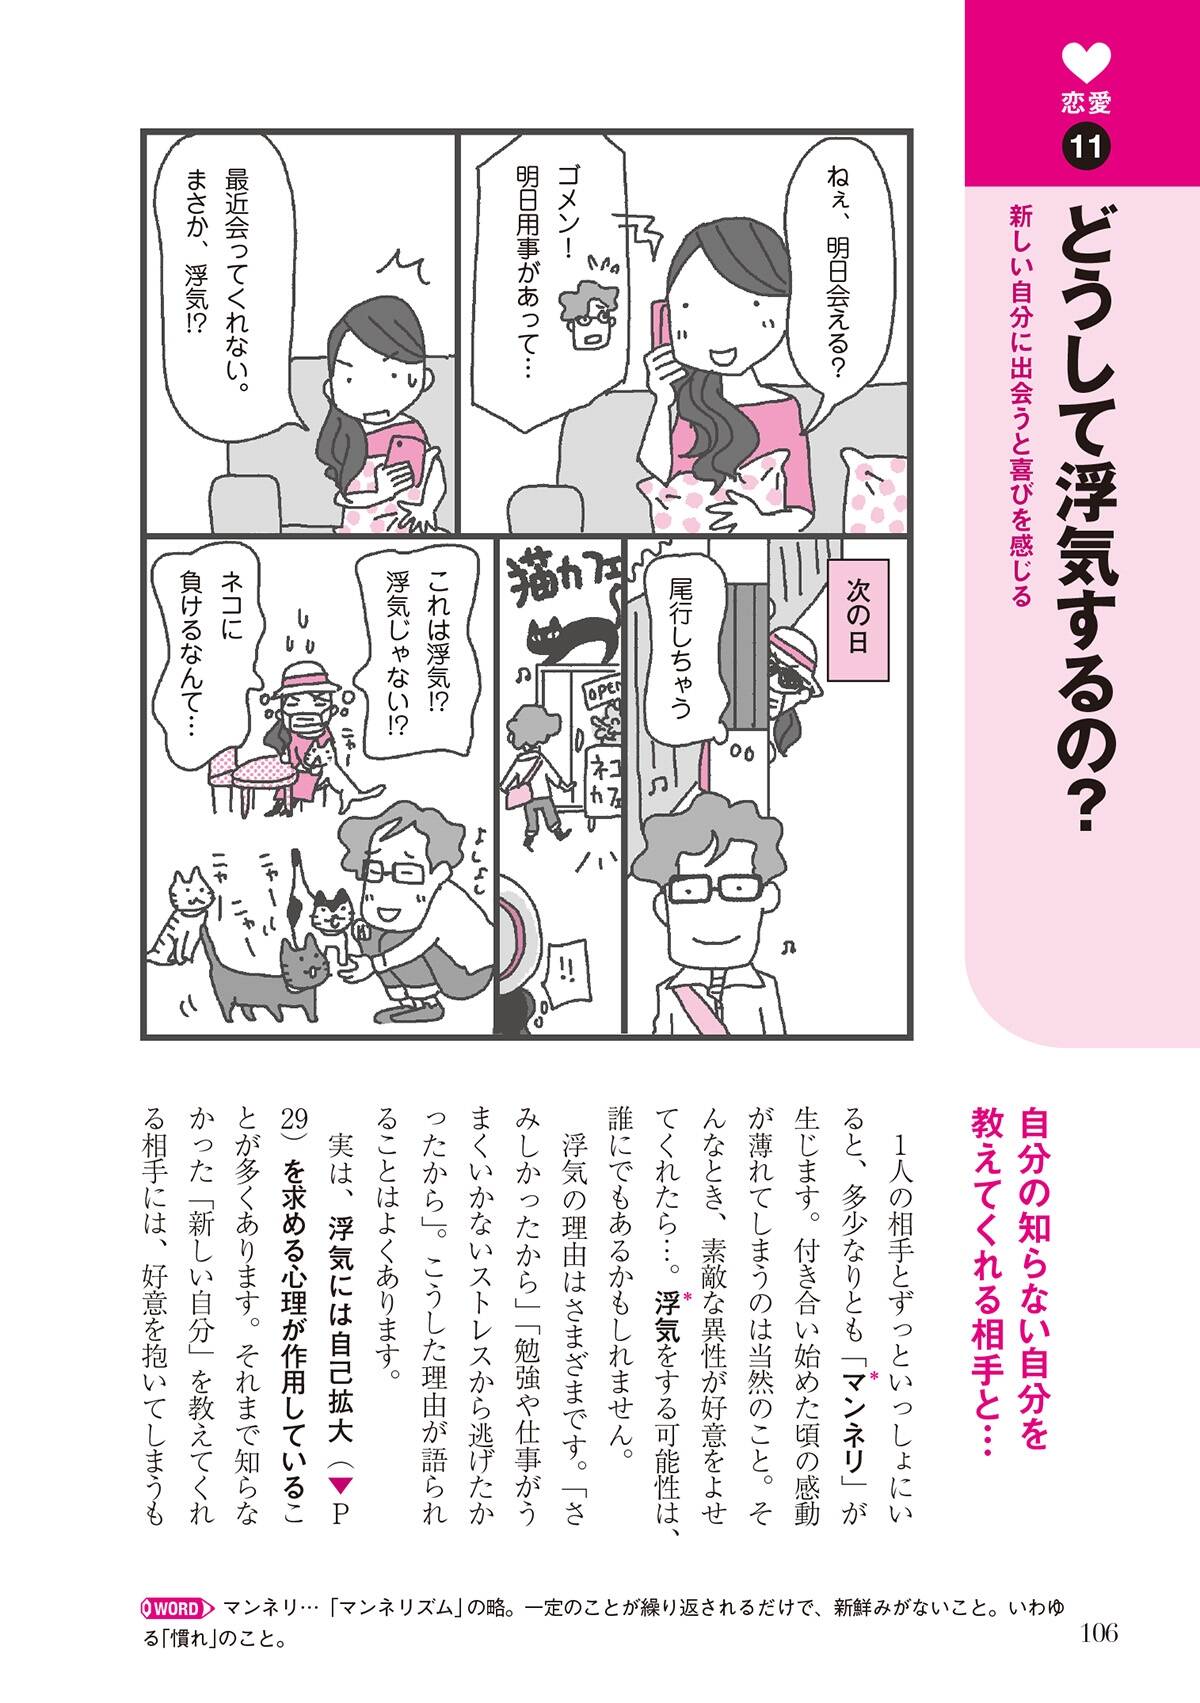 恋愛
11
どうして浮気するの？
新しい自分に出会うと喜びを感じる
ねぇ、明日会える？
ゴメン！
明日用事があって…
最近会ってくれない。
まさか、浮気!?
次の日
尾行しちゃう
猫カフェ
OPEN
ネコ
カフェ
!!
これは浮気!?
浮気じゃない!?
ネコに
負けるなんて…
ニャー
よしよし
ニャー
ニャール
ニャー
自分の知らない自分を
教えてくれる相手と…
1人の相手とずっといっしょにい
ると、多少なりとも「マンネリ*」が
生じます。付き合い始めた頃の感動
が薄れてしまうのは当然のこと。そ
んなとき、素敵な異性が好意をよせ
てくれたら…。浮気*をする可能性は、
誰にでもあるかもしれません。
浮気の理由はさまざまです。「さ
みしかったから」「勉強や仕事がう
まくいかないストレスから逃げたか
ったから」。こうした理由が語られ
ることはよくあります。
実は、浮気には自己拡大（▼P
29）を求める心理が作用しているこ
とが多くあります。それまで知らな
かった「新しい自分」を教えてくれ
る相手には、好意を抱いてしまうも
WORD マンネリ…「マンネリズム」の略。一定のことが繰り返されるだけで、新鮮みがないこと。いわゆ
る「慣れ」のこと。
106